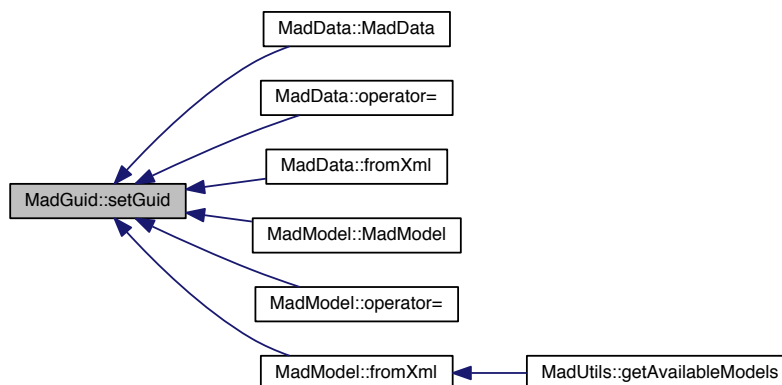 MadData::MadData
MadData::operator=
MadData::fromXml
MadGuid::setGuid
MadModel::MadModel
MadModel::operator=
MadModel::fromXml
MadUtils::getAvailableModels